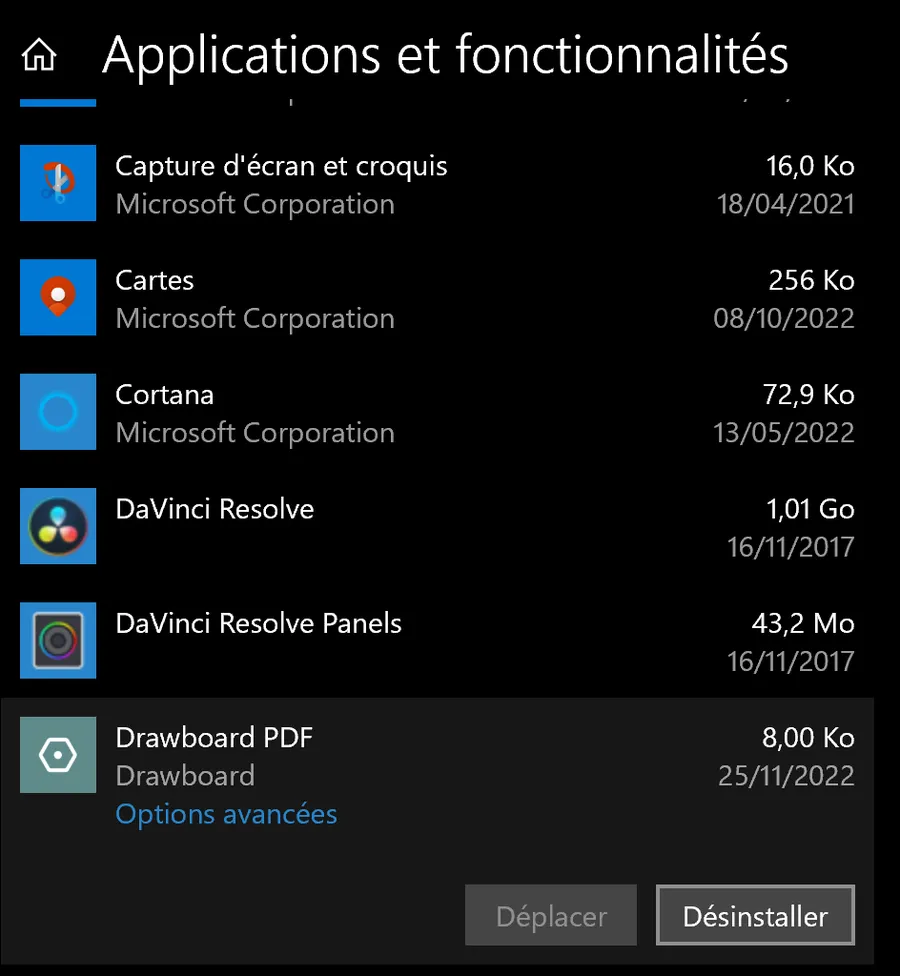 Applications et fonctionnalités
Capture d'écran et croquis
16,0 Ko
Microsoft Corporation
18/04/2021
Cartes
256 Ko
Microsoft Corporation
08/10/2022
Cortana
72,9 Ko
Microsoft Corporation
13/05/2022
DaVinci Resolve
1,01 Go
16/11/2017
DaVinci Resolve Panels
43,2 Mo
16/11/2017
Drawboard PDF
8,00 Ko
Drawboard
25/11/2022
Options avancées
Déplacer
Désinstaller